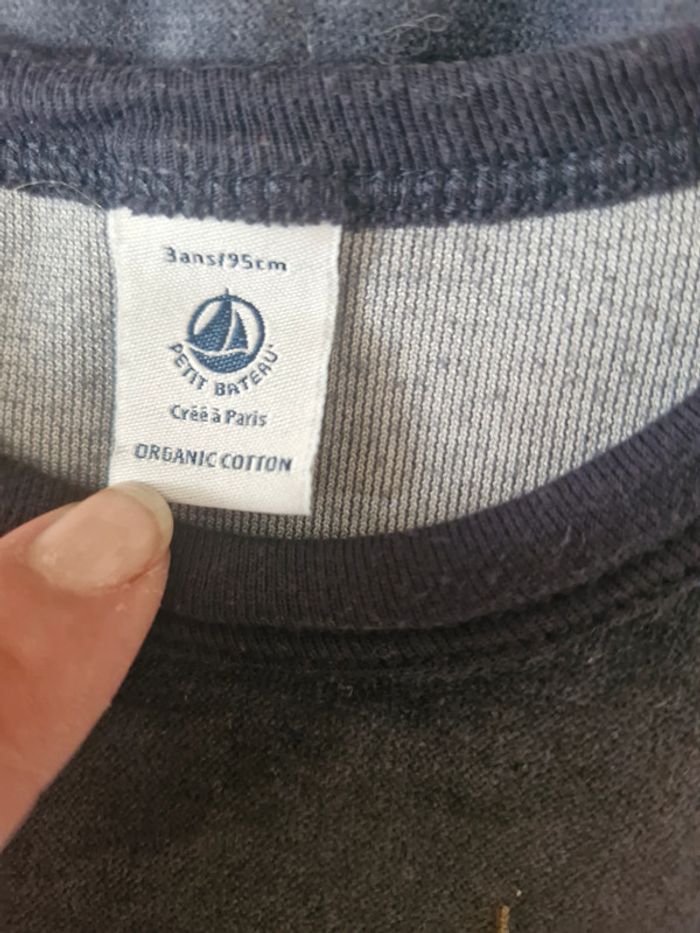 3ans/95cm
PETIT BATEAU
Créé à Paris
ORGANIC COTTON